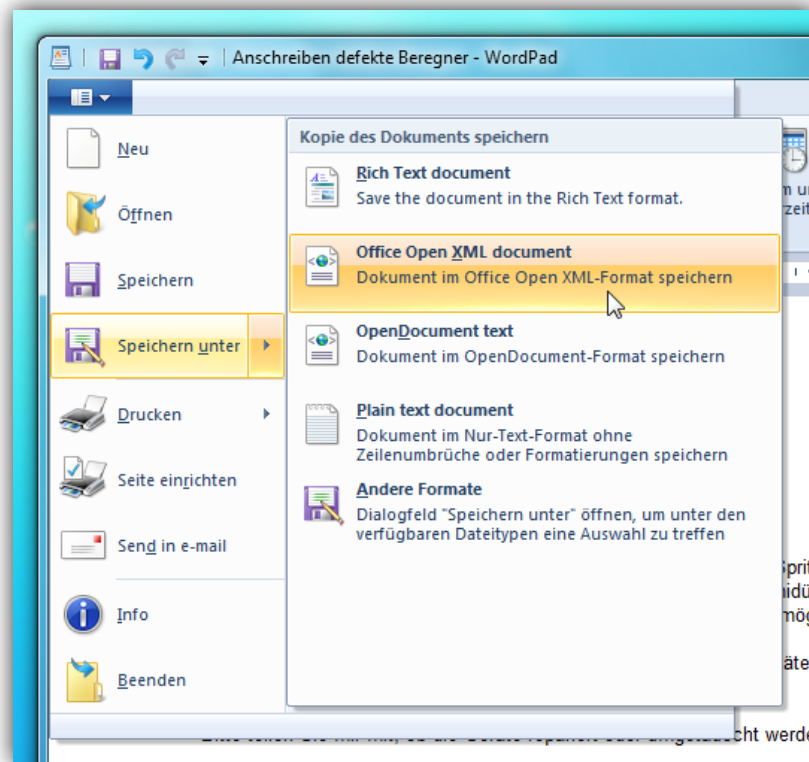 Anschreiben defekte Beregner - WordPad
Neu
Öffnen
Speichern
Speichern unter
Drucken
Seite einrichten
Send in e-mail
Info
Beenden
Kopie des Dokuments speichern
Rich Text document
Save the document in the Rich Text format.
Office Open XML document
Dokument im Office Open XML-Format speichern
OpenDocument text
Dokument im OpenDocument-Format speichern
Plain text document
Dokument im Nur-Text-Format ohne
Zeilenumbrüche oder Formatierungen speichern
Andere Formate
Dialogfeld "Speichern unter" öffnen, um unter den
verfügbaren Dateitypen eine Auswahl zu treffen